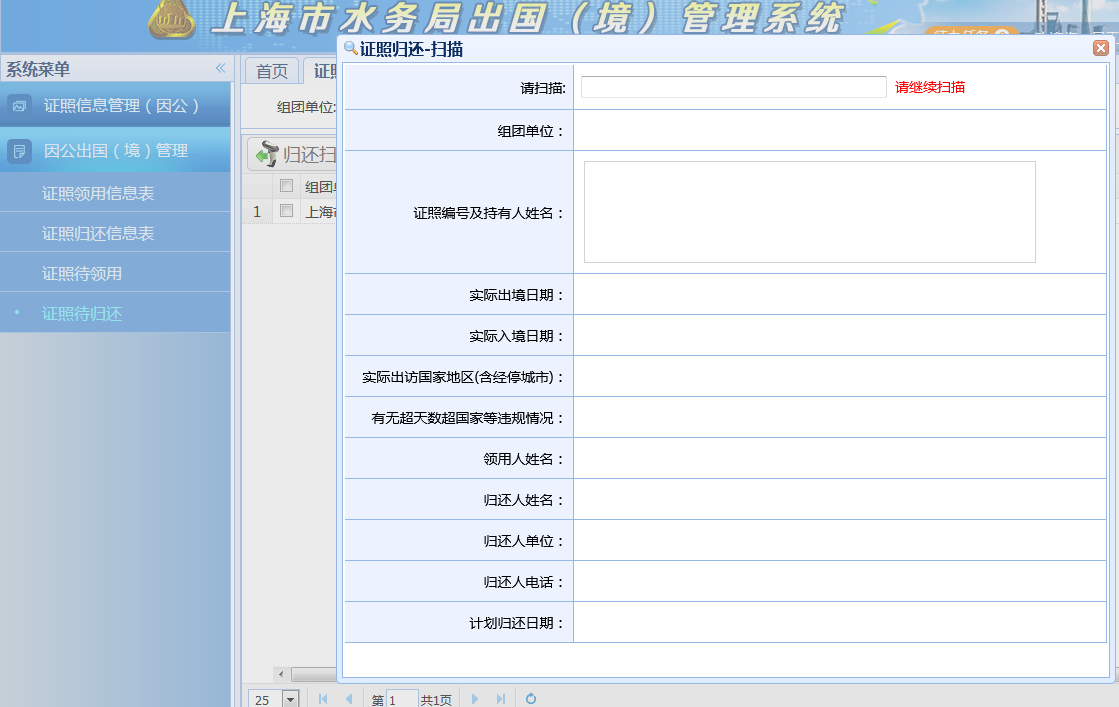 上海市水务局出国（境）管理系统
系统菜单
证照信息管理（因公）
因公出国（境）管理
证照领用信息表
证照归还信息表
证照待领用
证照待归还
首页
组团单位:
归还扫
组团
1
上海
证照归还-扫描
请扫描:
请继续扫描
组团单位：
证照编号及持有人姓名：
实际出境日期：
实际入境日期：
实际出访国家地区(含经停城市)：
有无超天数超国家等违规情况：
领用人姓名：
归还人姓名：
归还人单位：
归还人电话：
计划归还日期：
25
第 1 共1页